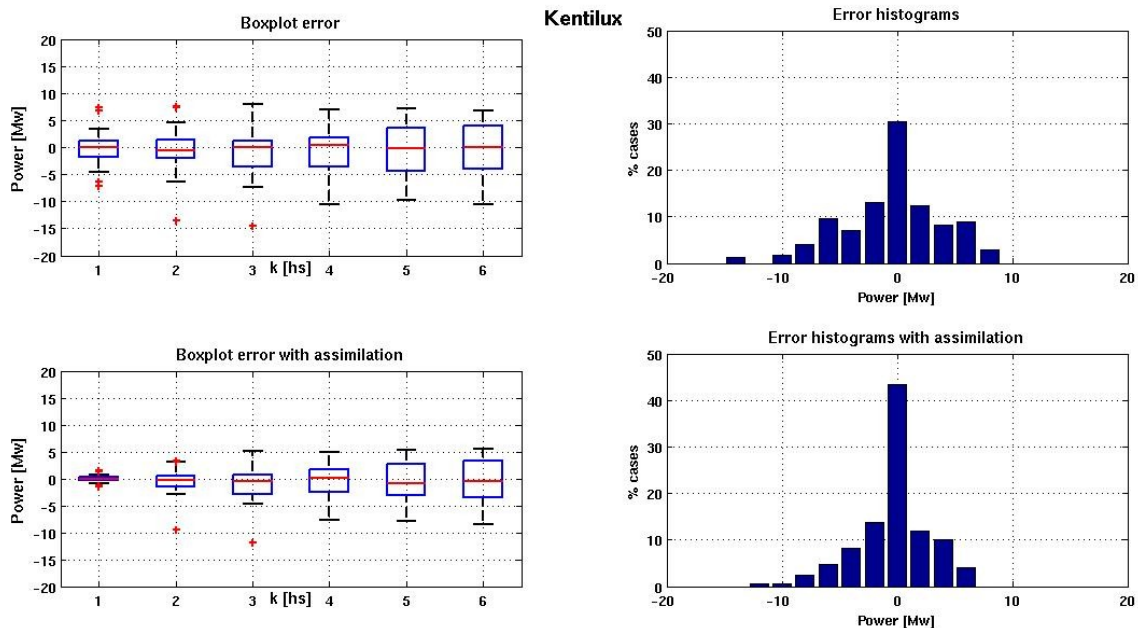 Kentilux
Boxplot error
20
15
10
5
0
-5
-10
-15
-20
Power [Mw]
1 2 3 4 5 6
k [hs]
Error histograms
50
40
30
20
10
0
% cases
-20 -10 0 10 20
Power [Mw]
Boxplot error with assimilation
20
15
10
5
0
-5
-10
-15
-20
Power [Mw]
1 2 3 4 5 6
k [hs]
Error histograms with assimilation
50
40
30
20
10
0
% cases
-20 -10 0 10 20
Power [Mw]